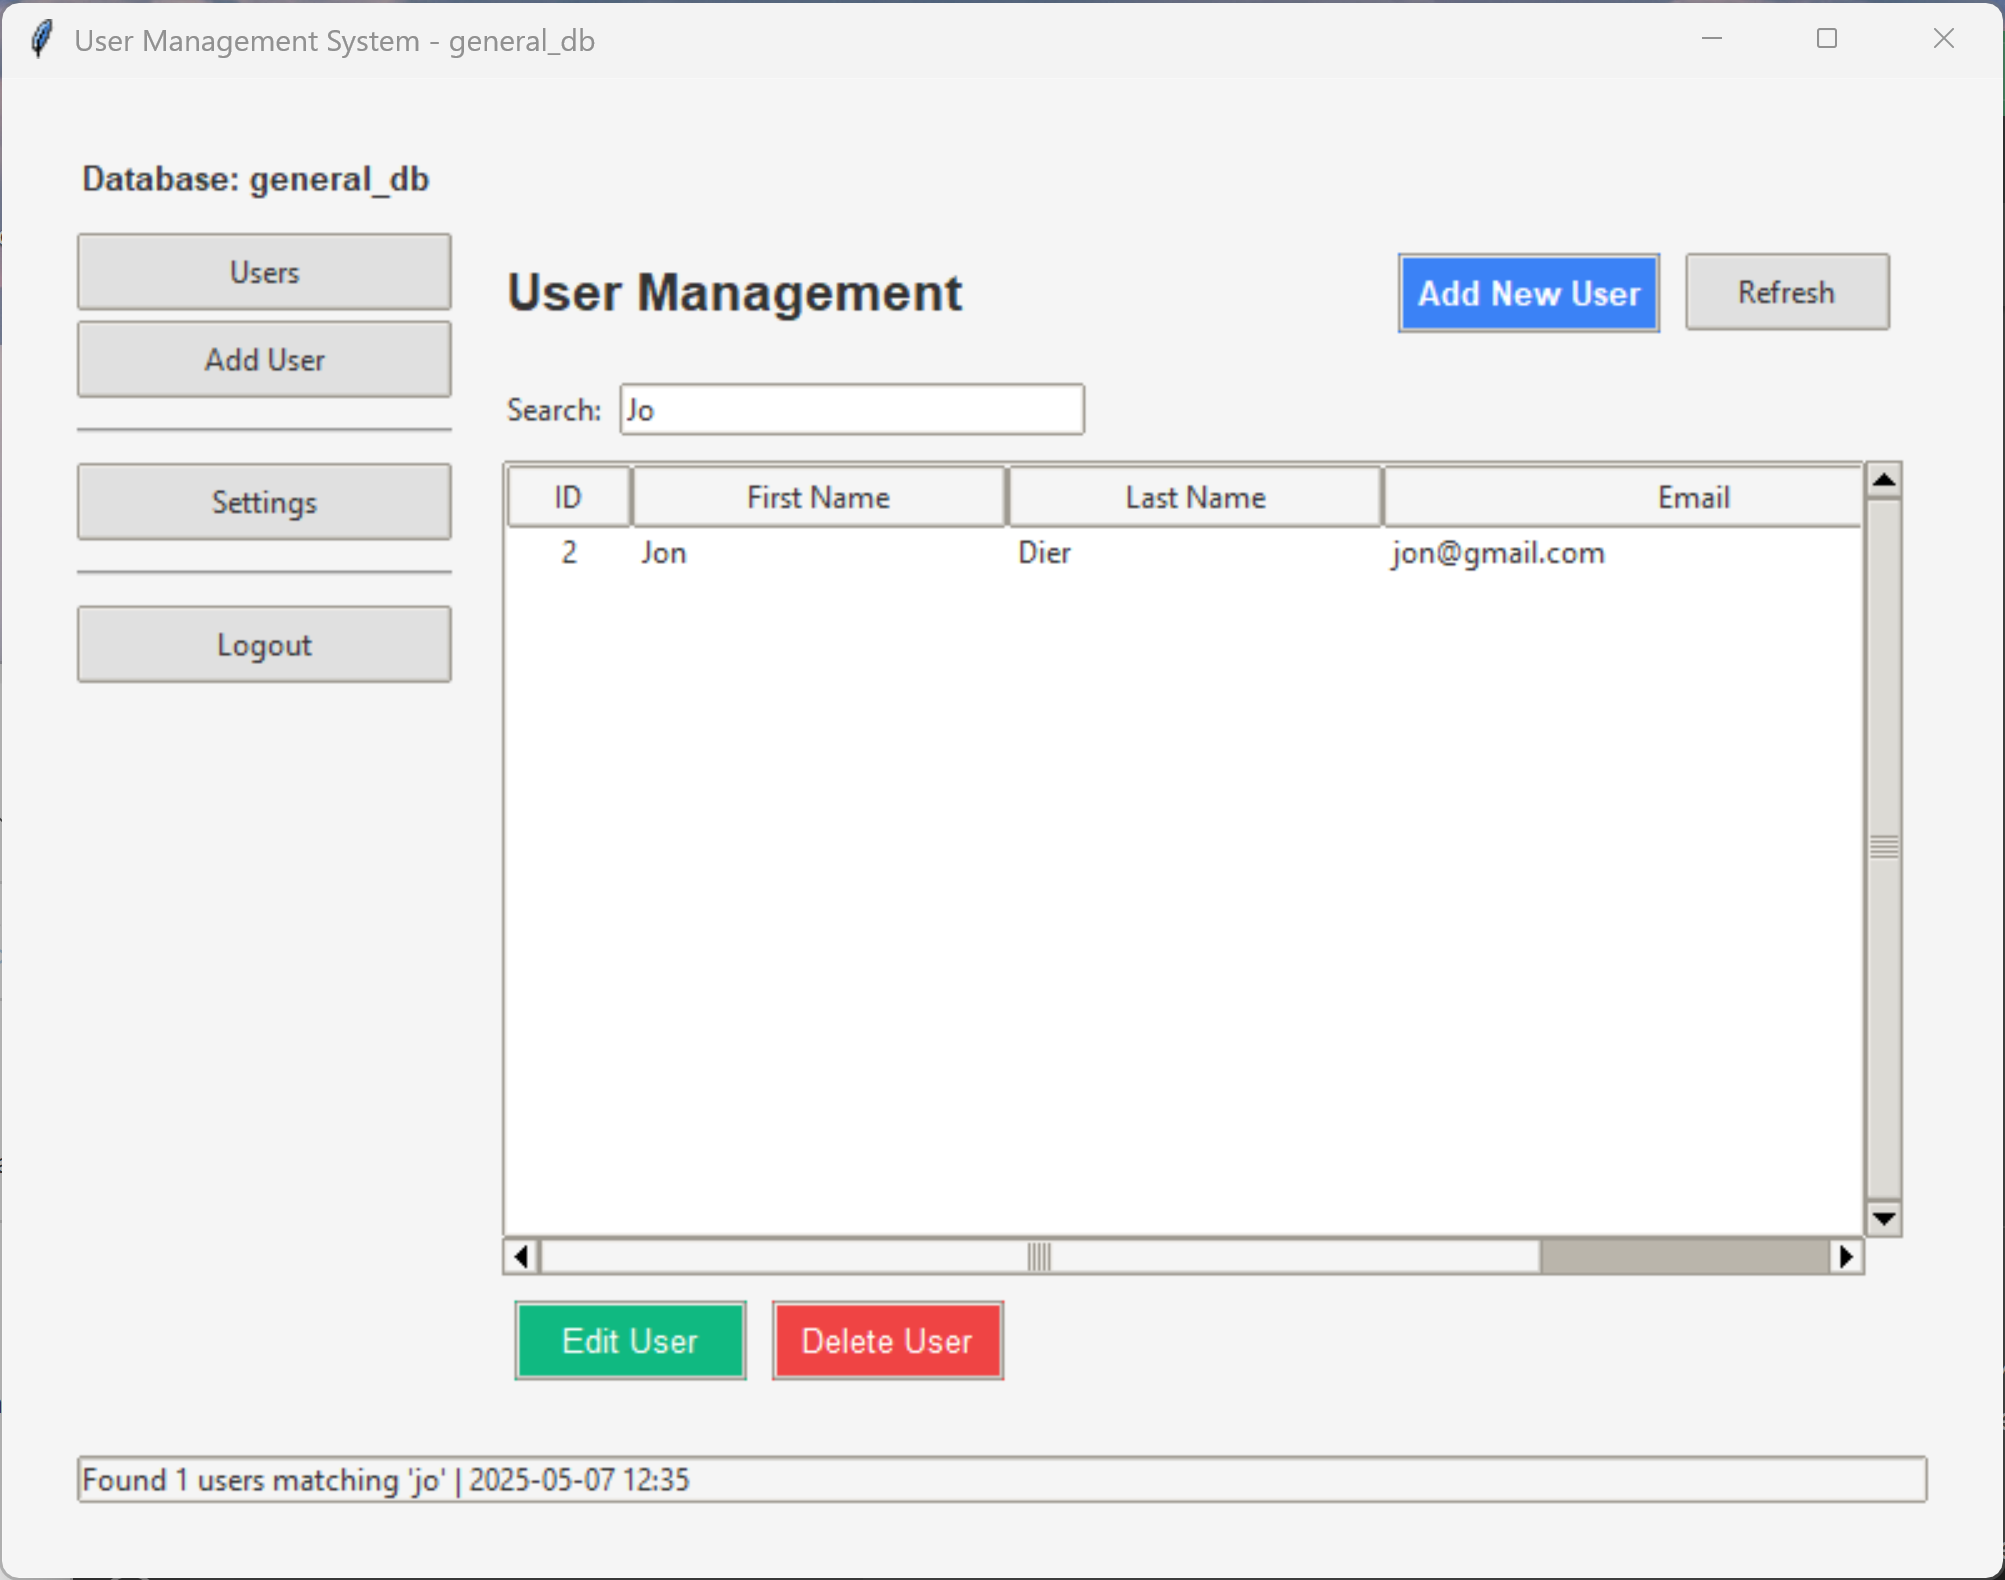 User Management System - general_db
Database: general_db
Users
Add User
Settings
Logout
User Management
Add New User
Refresh
Search: Jo
ID First Name Last Name Email
2 Jon Dier jon@gmail.com
Edit User Delete User
Found 1 users matching 'jo' | 2025-05-07 12:35